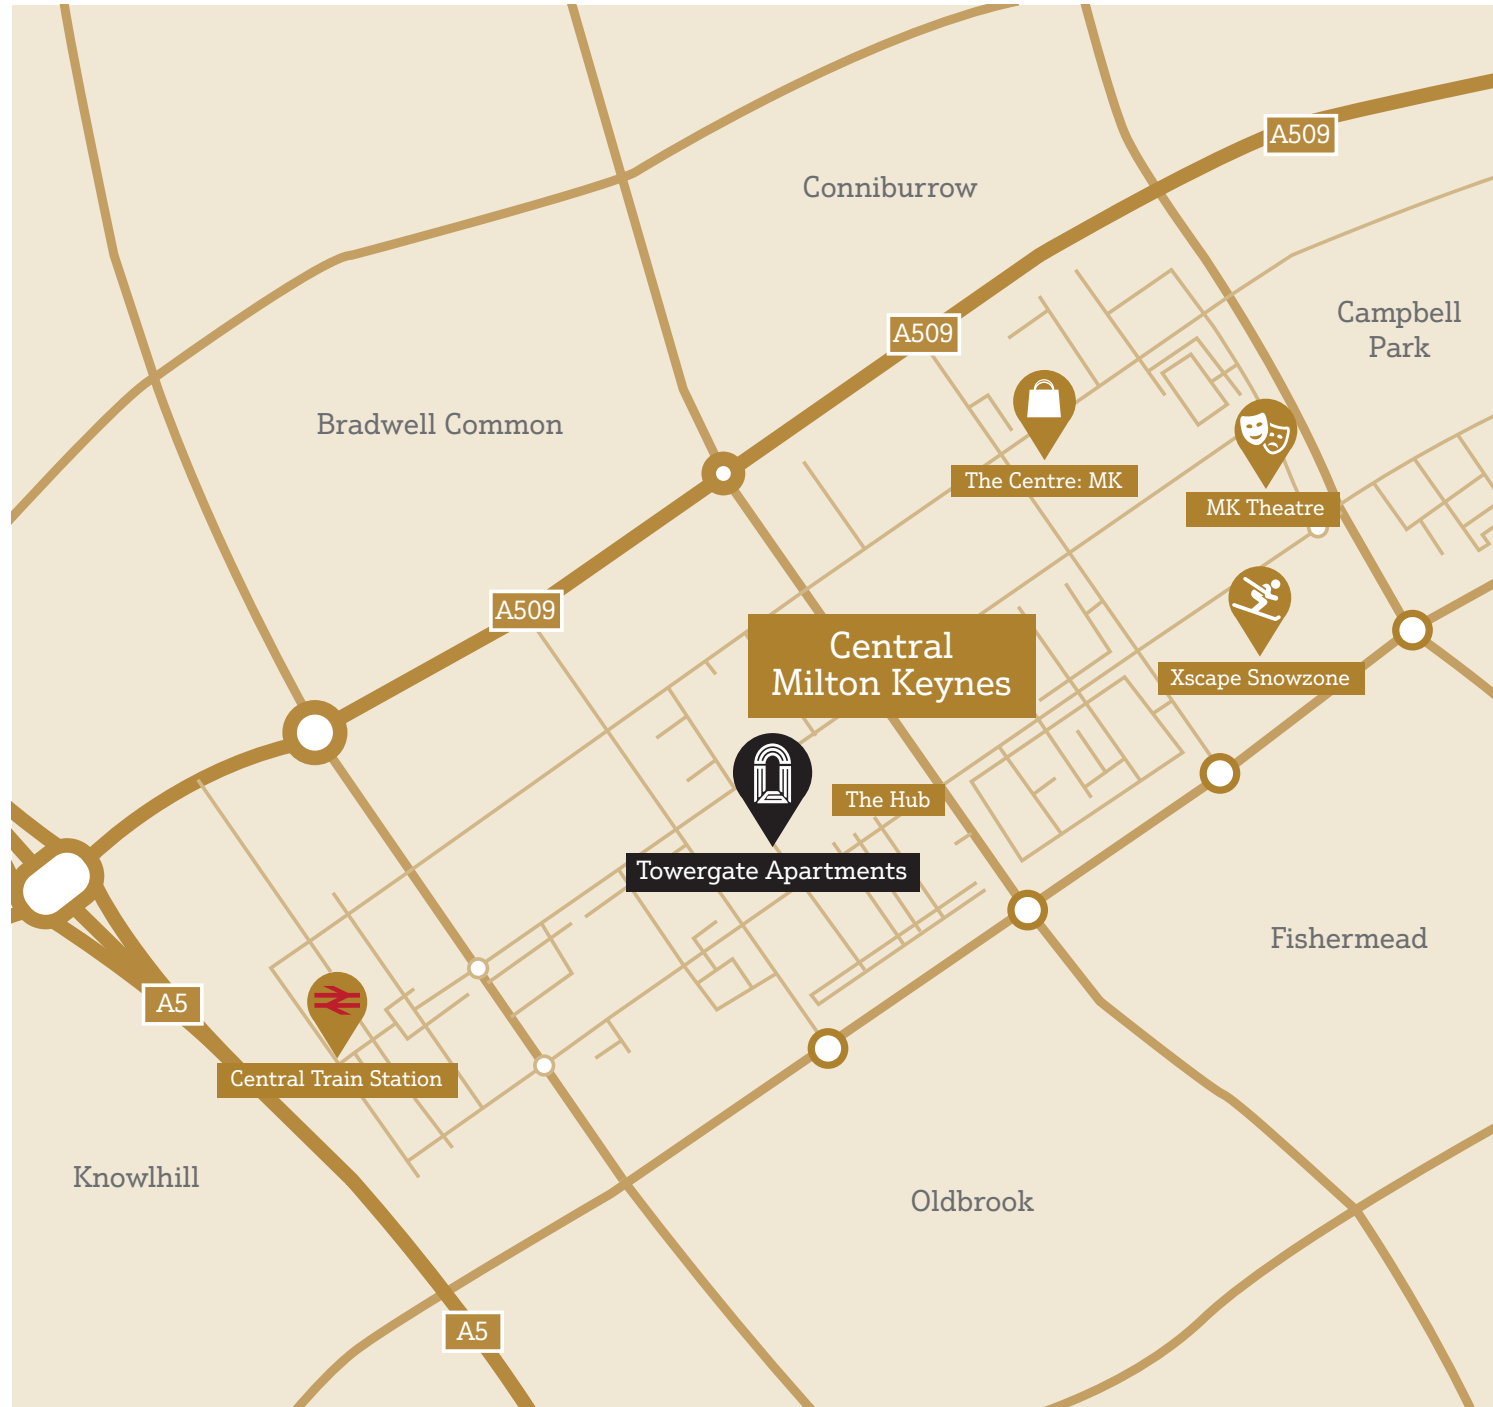 A509
Conniburrow
Campbell
Park
A509
Bradwell Common
The Centre: MK
MK Theatre
A509
Central
Milton Keynes
Xscape Snowzone
The Hub
Towergate Apartments
Fishermead
A5
Central Train Station
Knowlhill
Oldbrook
A5